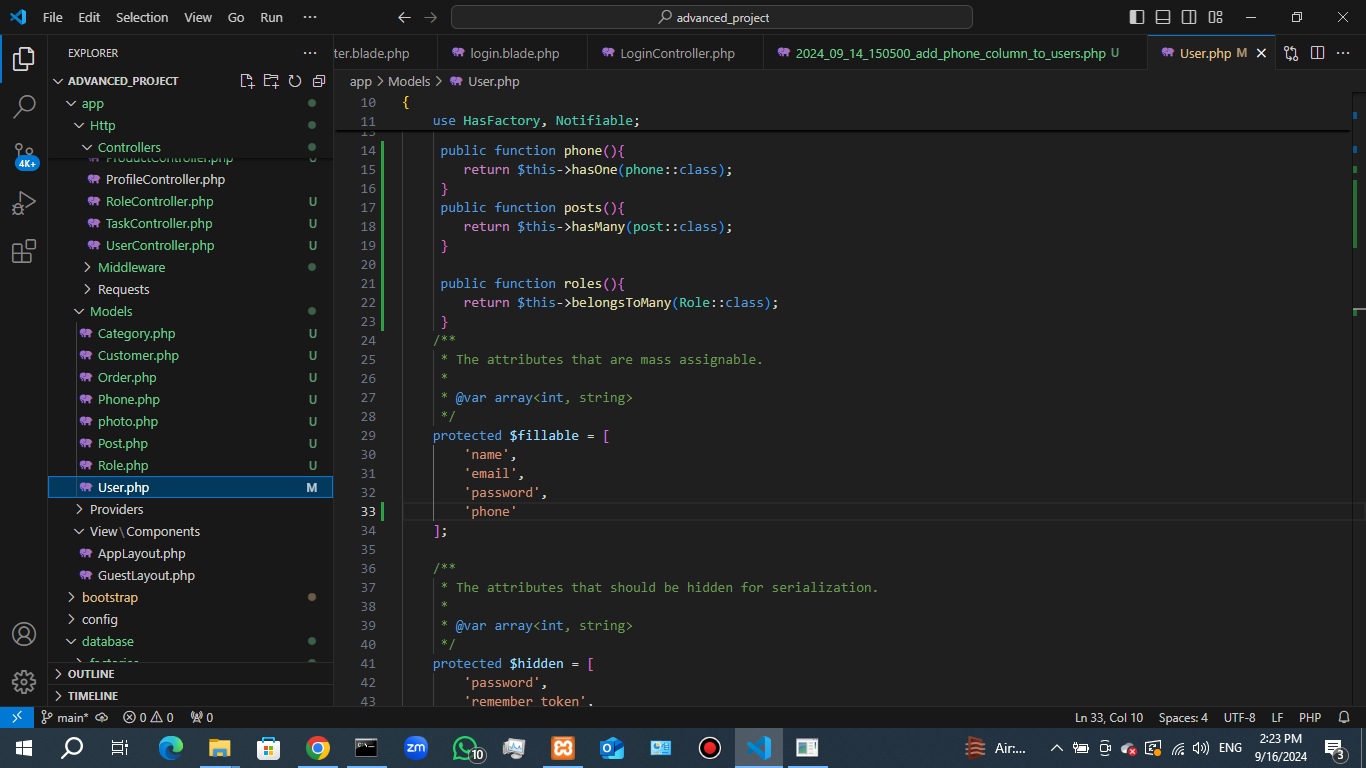 File Edit Selection View Go Run ··· advanced_project
EXPLORER ···
ter.blade.php login.blade.php LoginController.php 2024_09_14_150500_add_phone_column_to_users.php U User.php M
ADVANCED_PROJECT
app > Models > User.php
app
Http
Controllers
ProductController.php U
ProfileController.php
RoleController.php U
TaskController.php U
UserController.php U
Middleware
Requests
Models
Category.php U
Customer.php U
Order.php U
Phone.php U
photo.php U
Post.php U
Role.php U
User.php M
Providers
View\Components
AppLayout.php
GuestLayout.php
bootstrap
config
database
factories
OUTLINE
TIMELINE
4K+
10 {
11 use HasFactory, Notifiable;
13
14 public function phone(){
15 return $this->hasOne(phone::class);
16 }
17 public function posts(){
18 return $this->hasMany(post::class);
19 }
20
21 public function roles(){
22 return $this->belongsToMany(Role::class);
23 }
24 /**
25 * The attributes that are mass assignable.
26 *
27 * @var array<int, string>
28 */
29 protected $fillable = [
30 'name',
31 'email',
32 'password',
33 'phone'
34 ];
35
36 /**
37 * The attributes that should be hidden for serialization.
38 *
39 * @var array<int, string>
40 */
41 protected $hidden = [
42 'password',
43 'remember_token',
main* 0 0 0 Ln 33, Col 10 Spaces: 4 UTF-8 LF PHP
zm 10 Air:... ENG 2:23 PM
9/16/2024 3